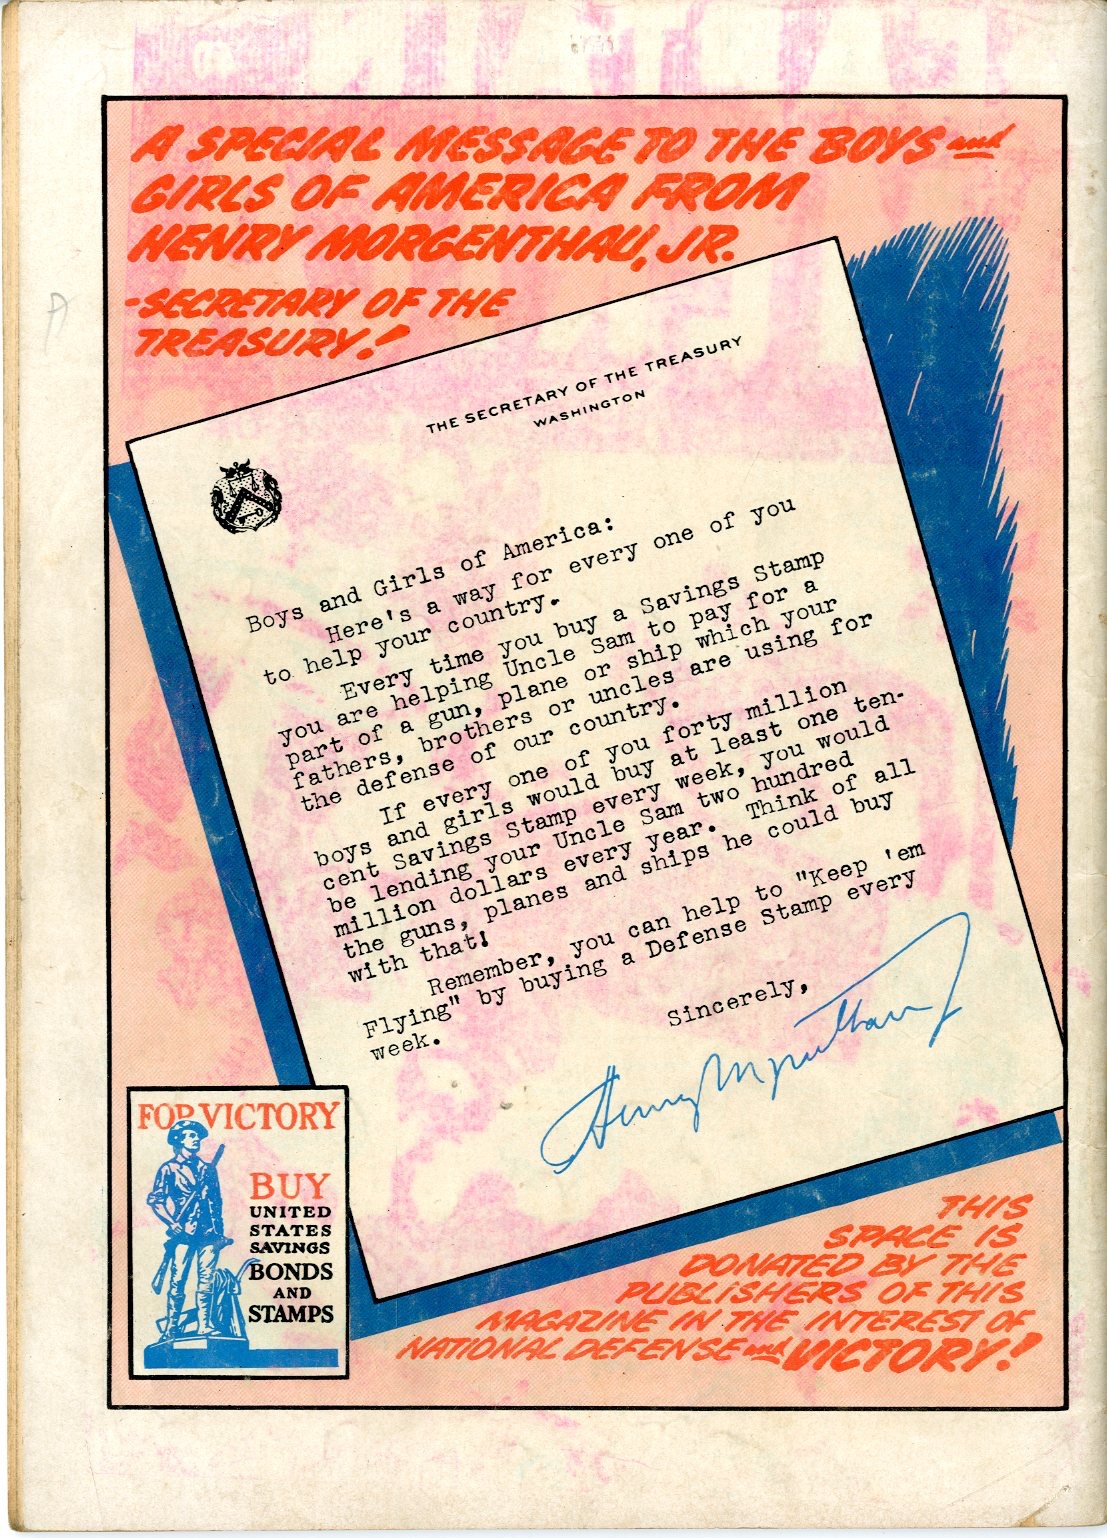 A SPECIAL MESSAGE TO THE BOYS and
GIRLS OF AMERICA FROM
HENRY MORGENTHAU, JR.
-SECRETARY OF THE
TREASURY!
THE SECRETARY OF THE TREASURY
WASHINGTON
Boys and Girls of America:
Here's a way for every one of you
to help your country.
Every time you buy a Savings Stamp
you are helping Uncle Sam to pay for a
part of a gun, plane or ship which your
fathers, brothers or uncles are using for
the defense of our country.
If every one of you forty million
boys and girls would buy at least one ten-
cent Savings Stamp every week, you would
be lending your Uncle Sam two hundred
million dollars every year. Think of all
the guns, planes and ships he could buy
with that!
Remember, you can help to "Keep 'em
Flying" by buying a Defense Stamp every
week.
Sincerely,
Henry Morgenthau Jr
FOR VICTORY
BUY
UNITED
STATES
SAVINGS
BONDS
AND
STAMPS
THIS
SPACE IS
DONATED BY THE
PUBLISHERS OF THIS
MAGAZINE IN THE INTEREST OF
NATIONAL DEFENSE and VICTORY!
A